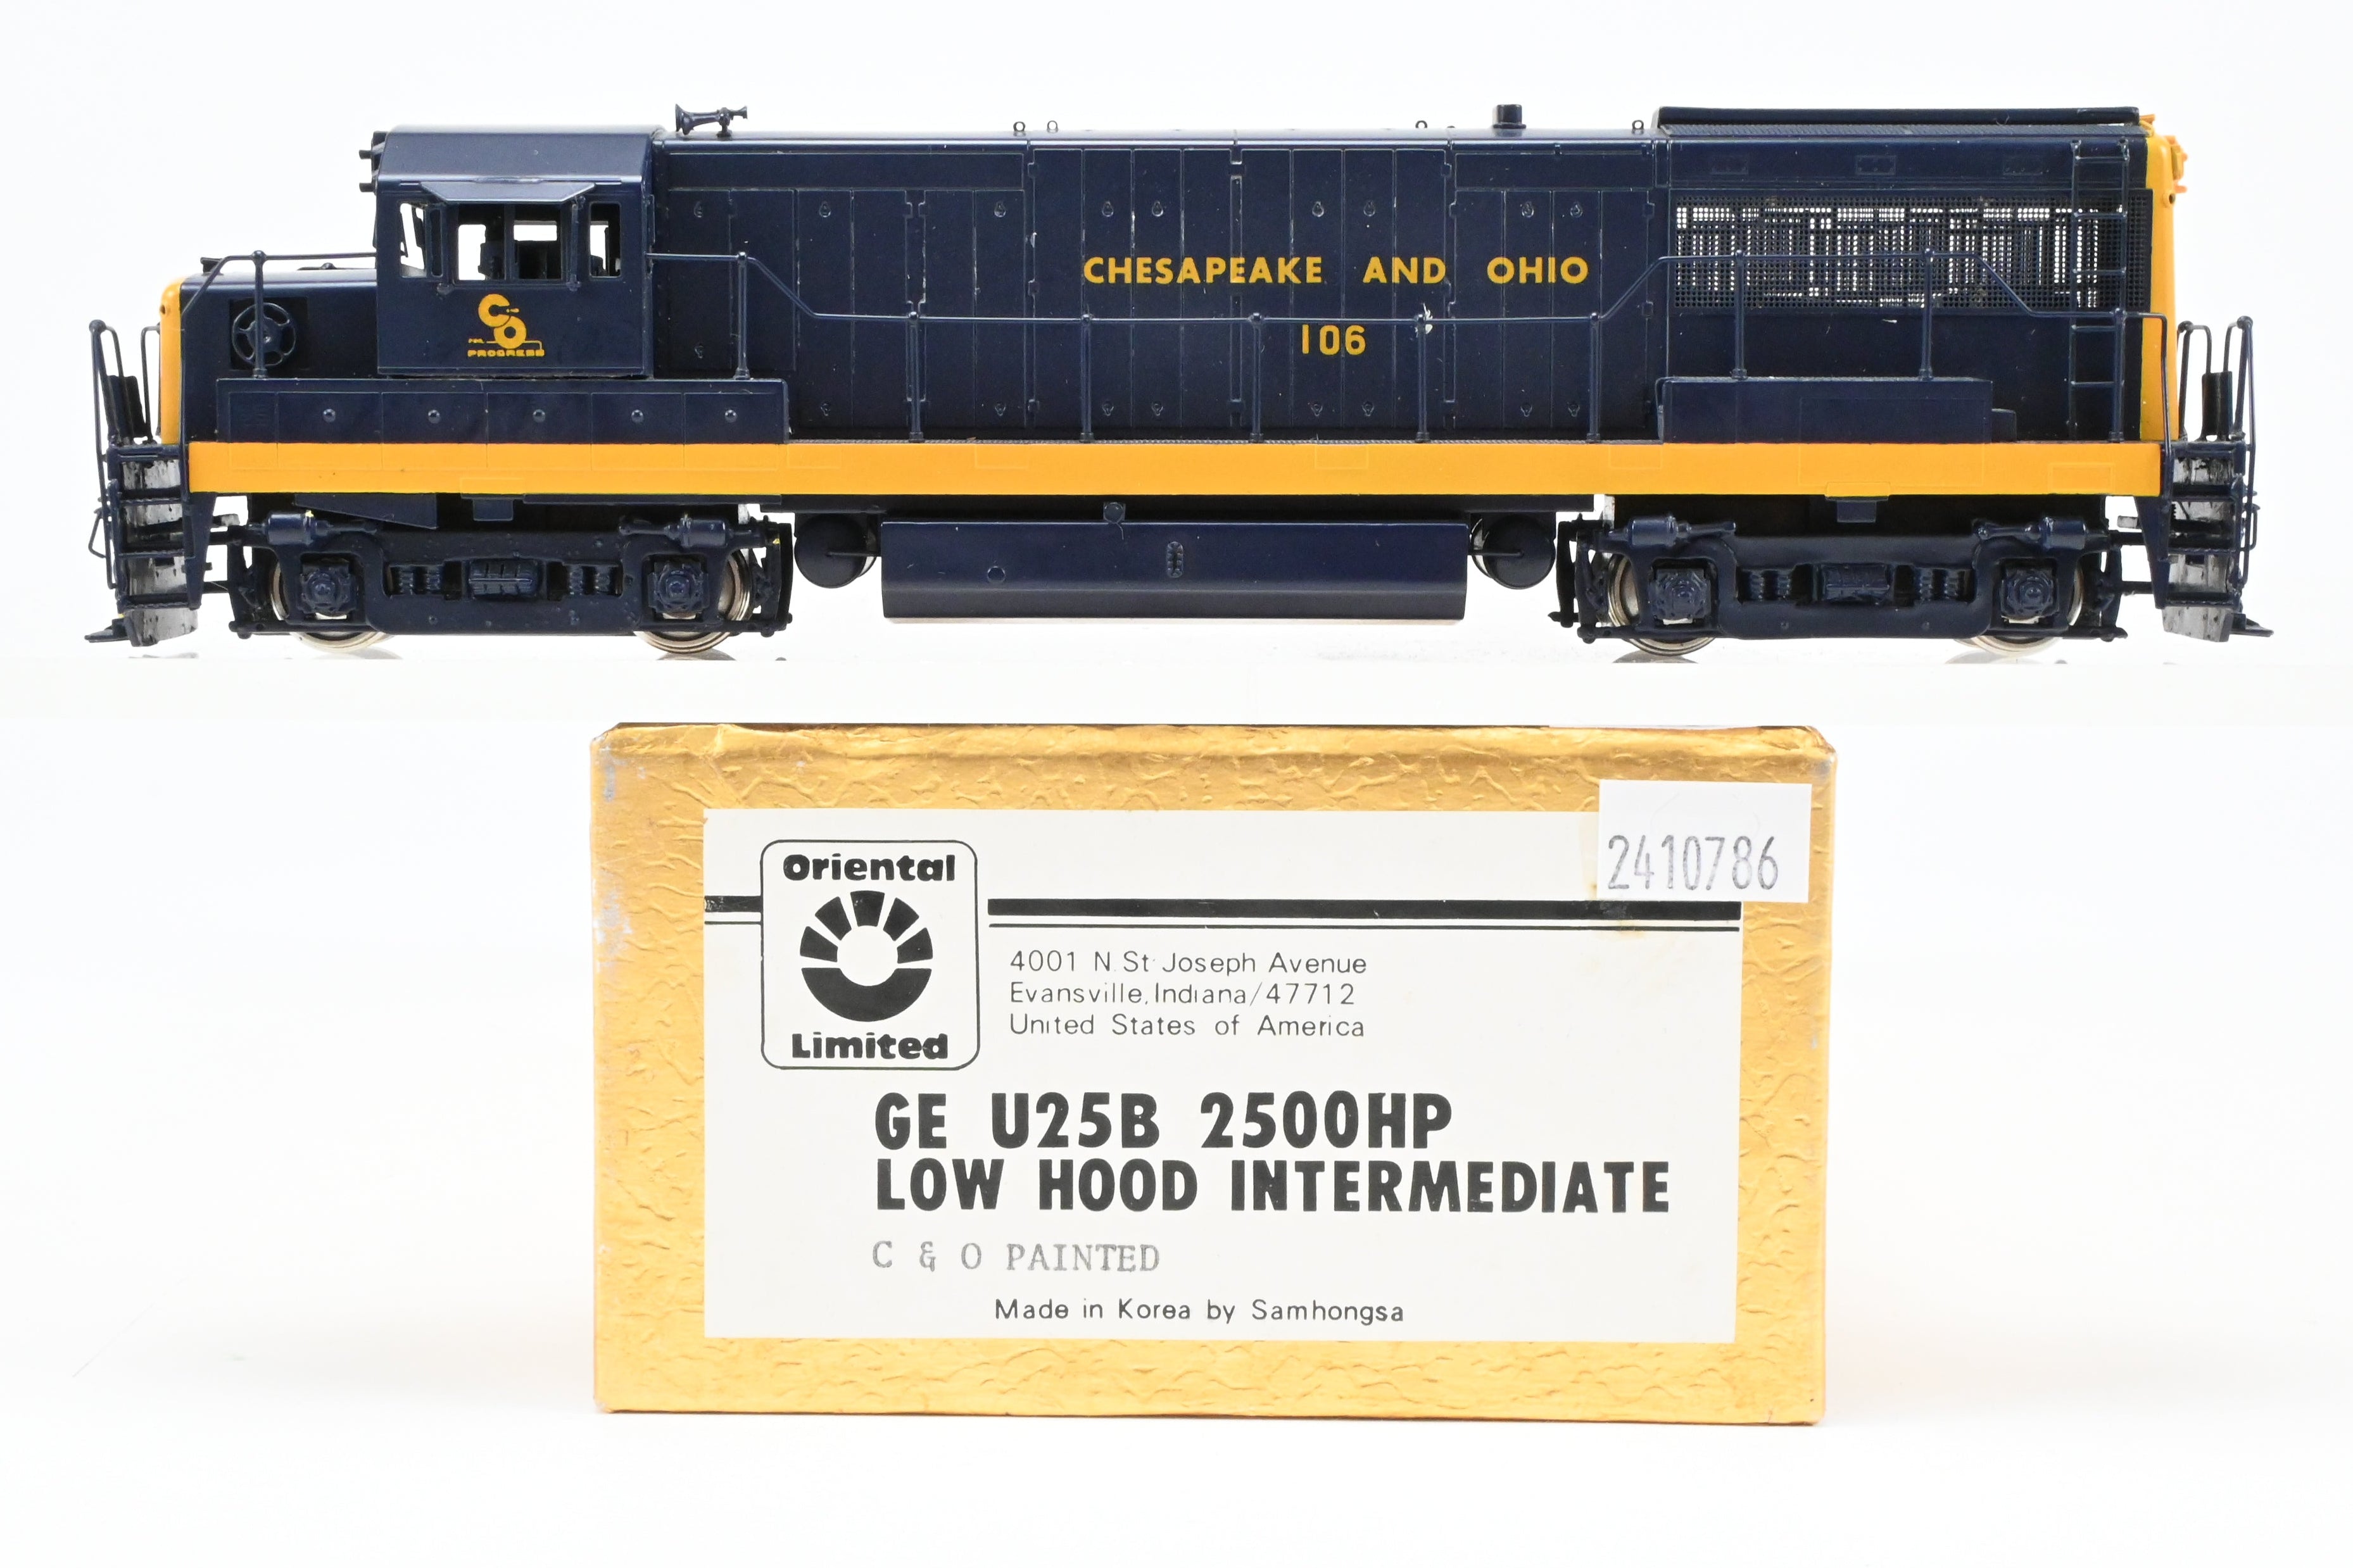 CHESAPEAKE AND OHIO
106
C
O
FOR
PROGRESS
2410786
Oriental
Limited
4001 N. St. Joseph Avenue
Evansville, Indiana/47712
United States of America
GE U25B 2500HP
LOW HOOD INTERMEDIATE
C & O PAINTED
Made in Korea by Samhongsa